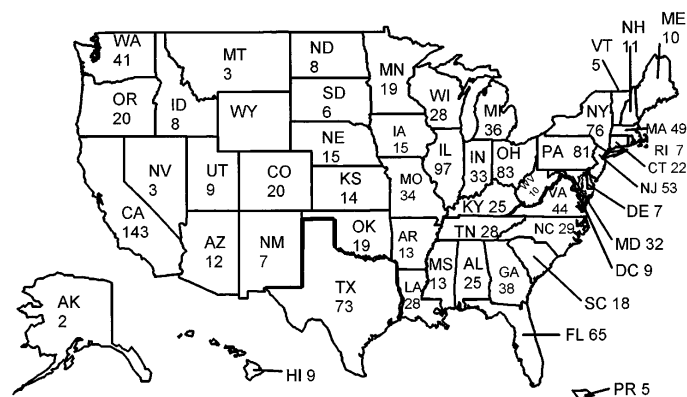 ME
10
NH
11
VT
5
WA
41
MT
3
ND
8
MN
19
OR
20
ID
8
WY
SD
6
WI
28
MI
36
NY
76
MA 49
RI 7
CT 22
NJ 53
PA 81
NE
15
IA
15
IL
97
IN
33
OH
83
NV
3
UT
9
CO
20
KS
14
MO
34
WV
10
VA
44
DE 7
MD 32
DC 9
CA
143
KY 25
TN 28
NC 29
AZ
12
NM
7
OK
19
AR
13
MS
13
AL
25
GA
38
SC 18
TX
73
LA
28
FL 65
AK
2
HI 9
PR 5